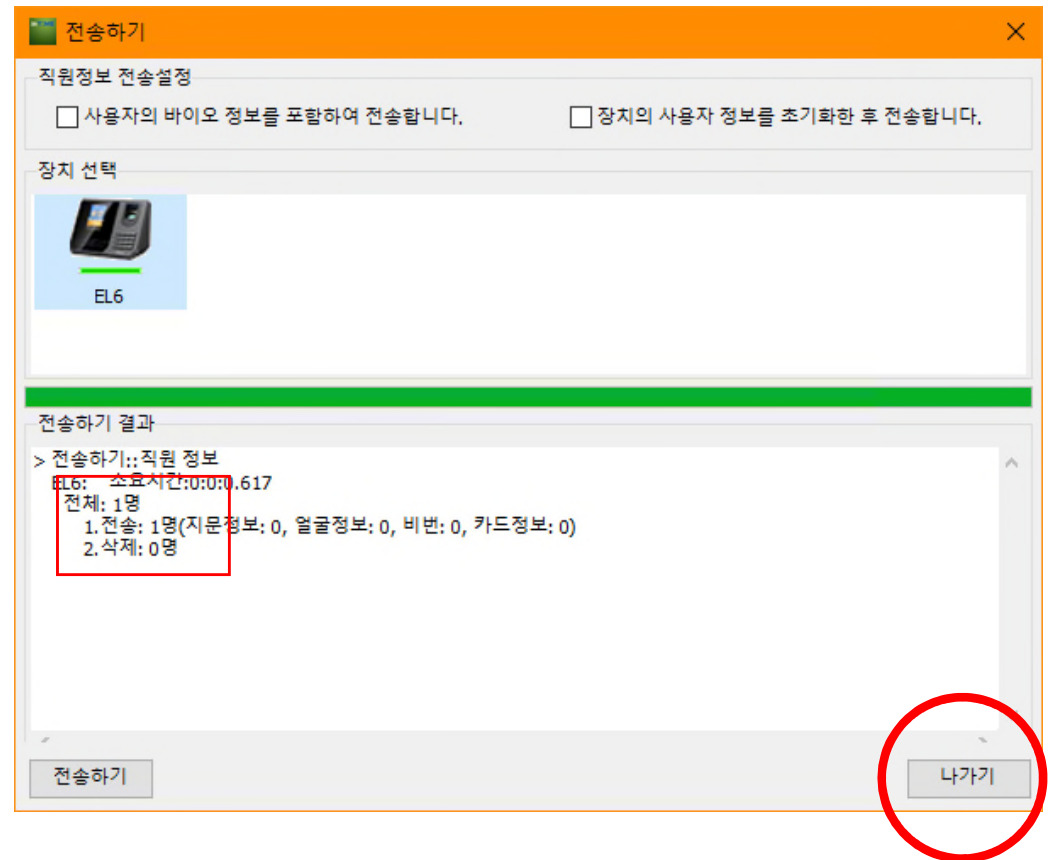 전송하기
직원정보 전송설정
사용자의 바이오 정보를 포함하여 전송합니다.
장치의 사용자 정보를 초기화한 후 전송합니다.
장치 선택
EL6
전송하기 결과
> 전송하기::직원 정보
EL6: 소요시간:0:0:0.617
전체: 1명
1.전송: 1명(지문정보: 0, 얼굴정보: 0, 비번: 0, 카드정보: 0)
2.삭제: 0명
전송하기
나가기